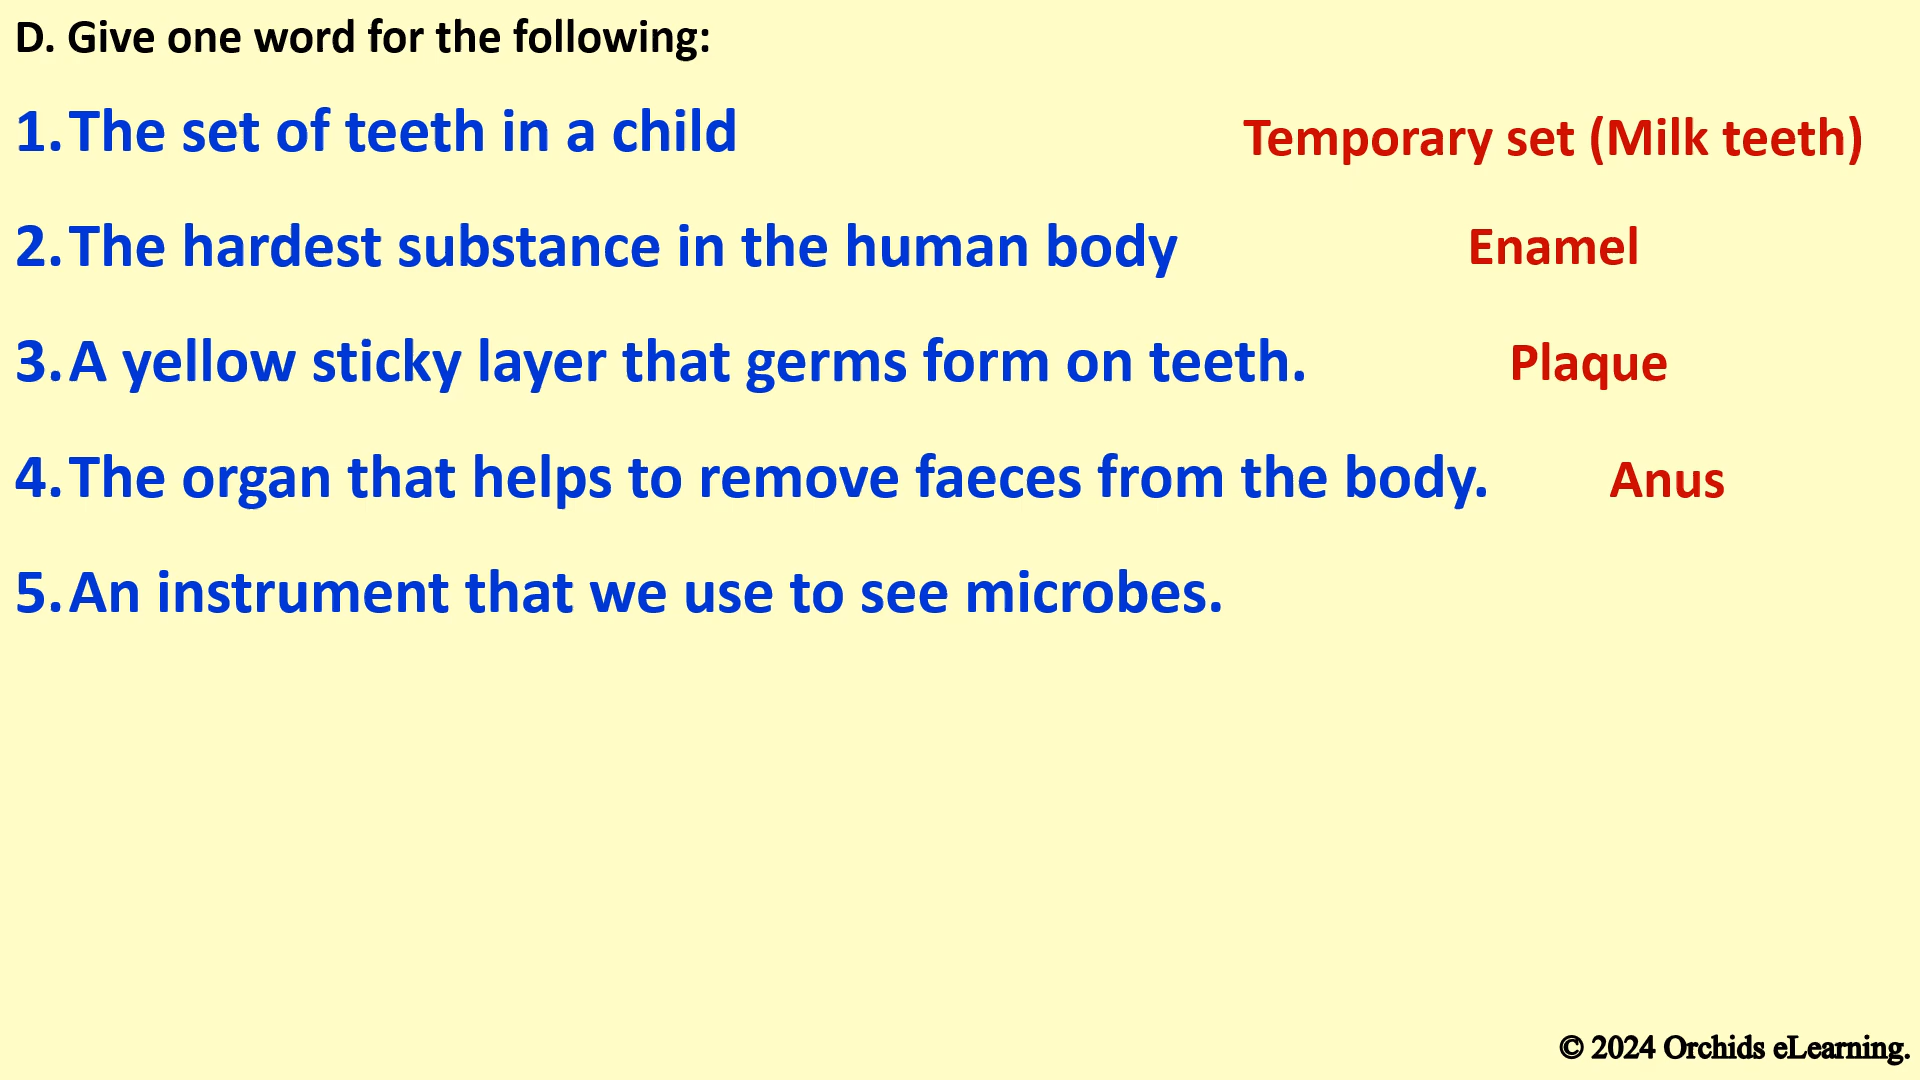 D. Give one word for the following:
1. The set of teeth in a child Temporary set (Milk teeth)
2. The hardest substance in the human body Enamel
3. A yellow sticky layer that germs form on teeth. Plaque
4. The organ that helps to remove faeces from the body. Anus
5. An instrument that we use to see microbes.
© 2024 Orchids eLearning.